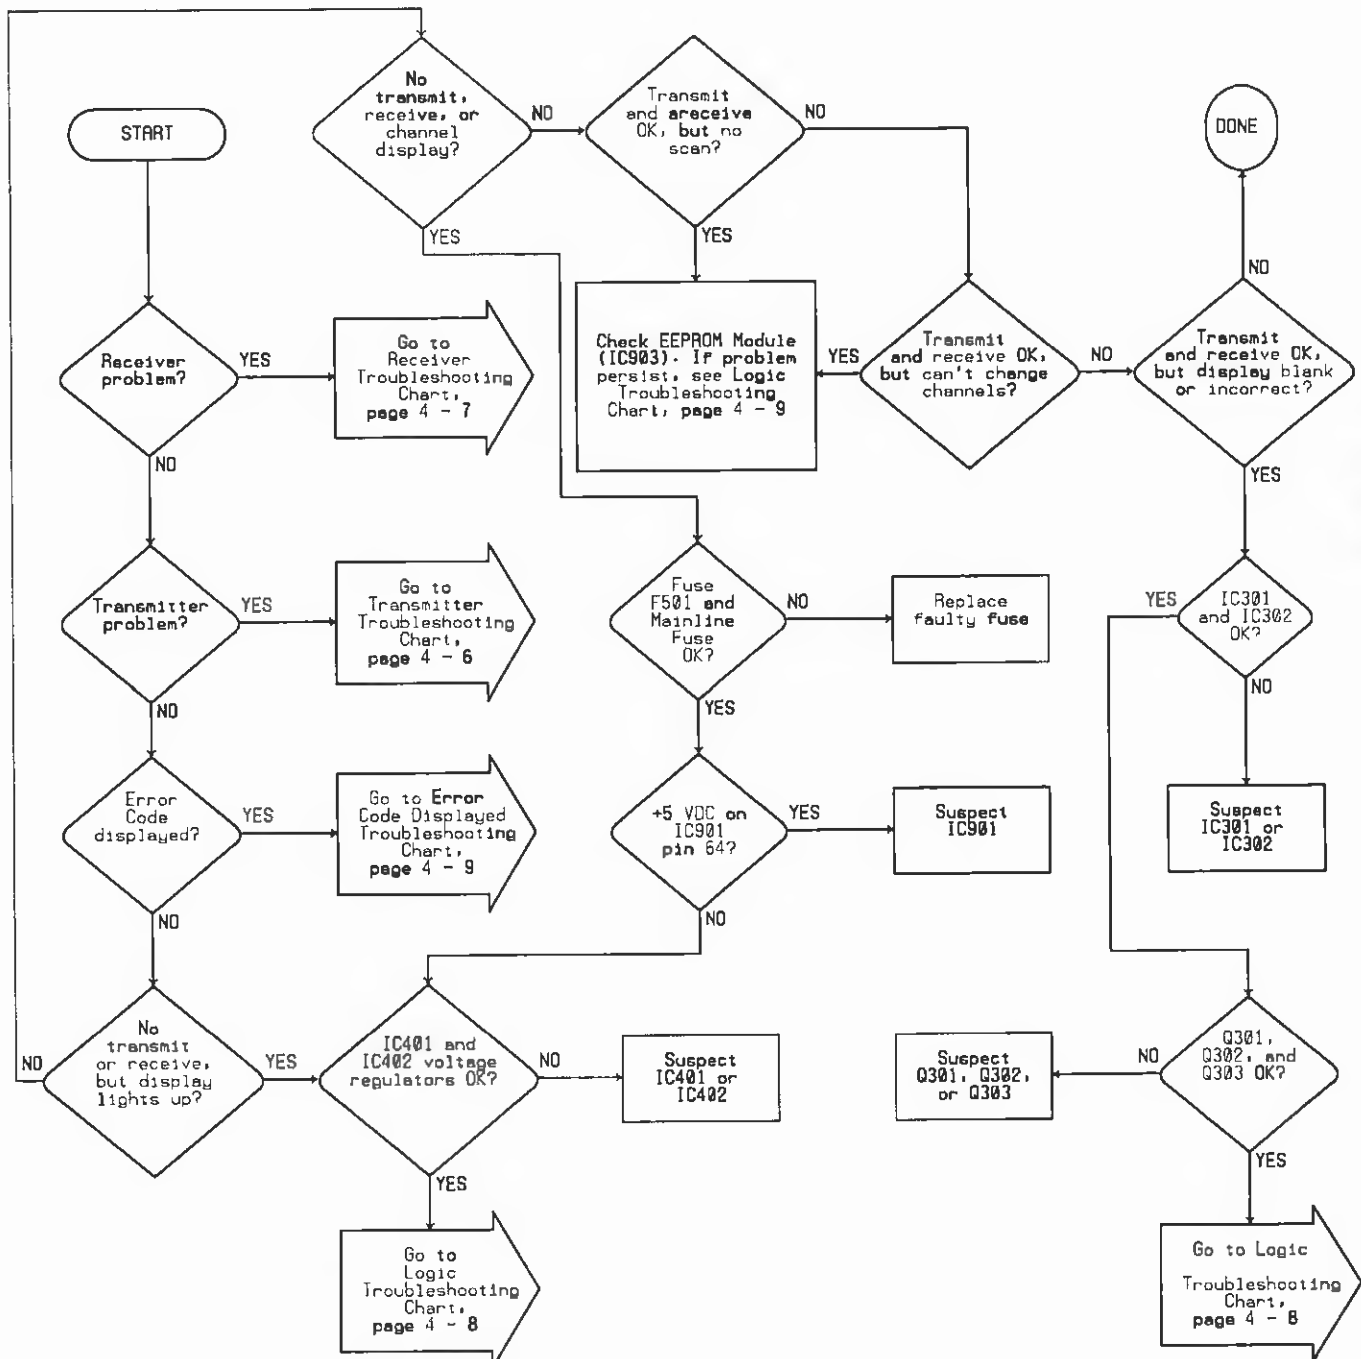 START
Receiver
problem?
YES
NO
Go to
Receiver
Troubleshooting
Chart,
page 4 - 7
Transmitter
problem?
YES
NO
Go to
Transmitter
Troubleshooting
Chart,
page 4 - 6
Error
Code
displayed?
YES
NO
Go to Error
Code Displayed
Troubleshooting
Chart,
page 4 - 9
No
transmit
or receive,
but display
lights up?
NO
YES
No
transmit,
receive, or
channel
display?
NO
YES
Transmit
and areceive
OK, but no
scan?
NO
YES
Check EEPROM Module
(IC903). If problem
persist, see Logic
Troubleshooting
Chart, page 4 - 9
YES
Transmit
and receive OK,
but can't change
channels?
NO
Transmit
and receive OK,
but display blank
or incorrect?
NO
YES
DONE
Fuse
F501 and
Mainline
Fuse
OK?
NO
YES
Replace
faulty fuse
+5 VDC on
IC901
pin 64?
YES
NO
Suspect
IC901
IC401 and
IC402 voltage
regulators OK?
NO
YES
Suspect
IC401 or
IC402
Go to
Logic
Troubleshooting
Chart,
page 4 - 8
IC301
and IC302
OK?
YES
NO
Suspect
IC301 or
IC302
Q301,
Q302, and
Q303 OK?
NO
YES
Suspect
Q301, Q302,
or Q303
Go to Logic
Troubleshooting
Chart,
page 4 - 8